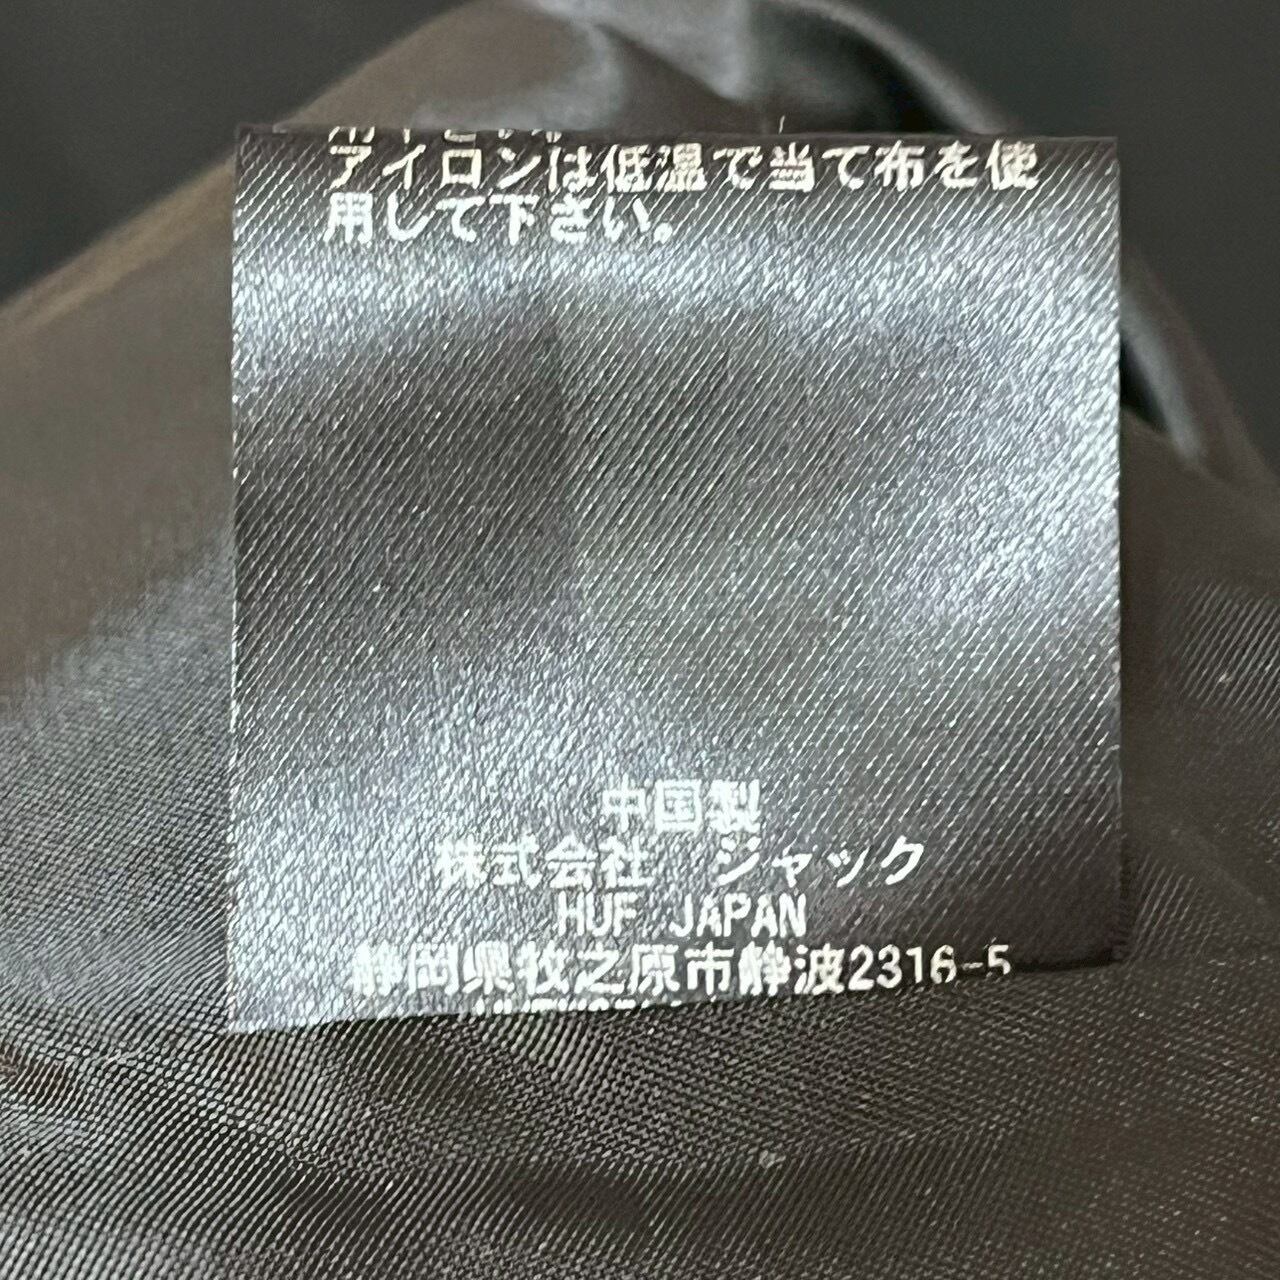 アイロンは低温で当て布を使
用して下さい。
中国製
株式会社 ジャック
HUF JAPAN
静岡県牧之原市静波2316-5